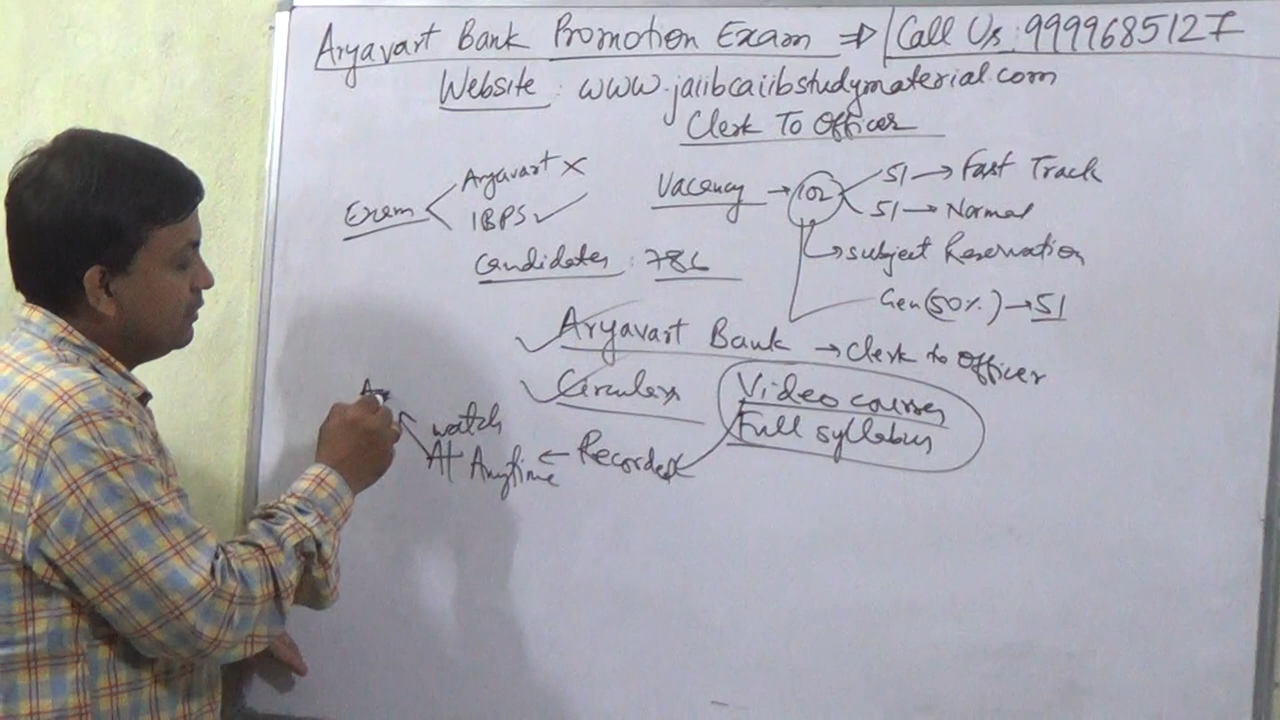 Aryavart Bank Promotion Exam ⇒ Call Us: 9999685127
Website : www.jaiibcaiibstudymaterial.com
Clerk To Officer
Exam
Aryavart ×
IBPS ✓
Vacancy → 102
51 → Fast Track
51 → Normal
subject Reservation
Gen (50%) → 51
Candidates : 786
✓ Aryavart Bank → Clerk to Officer
✓ Circulars
Video courses
Full syllabus
Recorded
watch
At Anytime ←